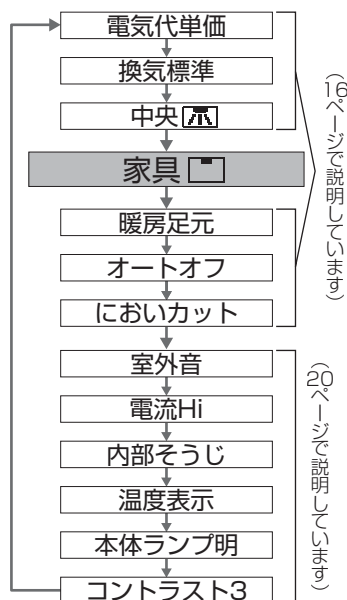 電気代単価
換気標準
中央
家具
暖房足元
オートオフ
においカット
室外音
電流Hi
内部そうじ
温度表示
本体ランプ明
コントラスト3
(16ページで説明しています)
(20ページで説明しています)